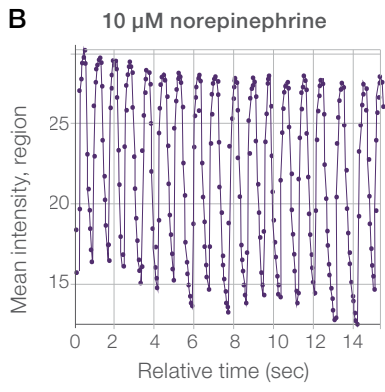 B
10 µM norepinephrine
Mean intensity, region
25
20
15
0 2 4 6 8 10 12 14
Relative time (sec)